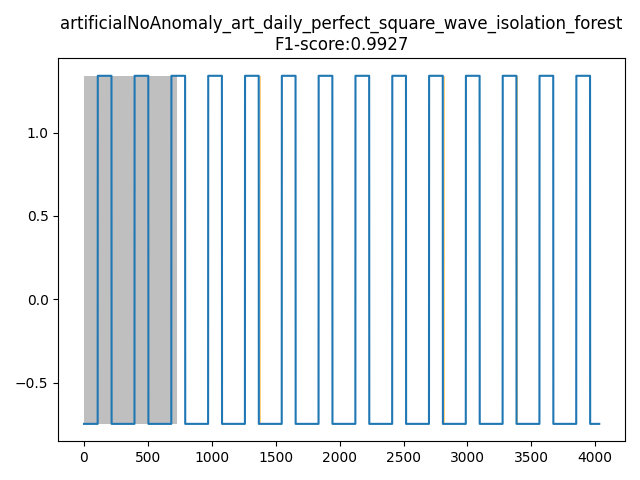 artificialNoAnomaly_art_daily_perfect_square_wave_isolation_forest
F1-score:0.9927
1.0
0.5
0.0
−0.5
0 500 1000 1500 2000 2500 3000 3500 4000